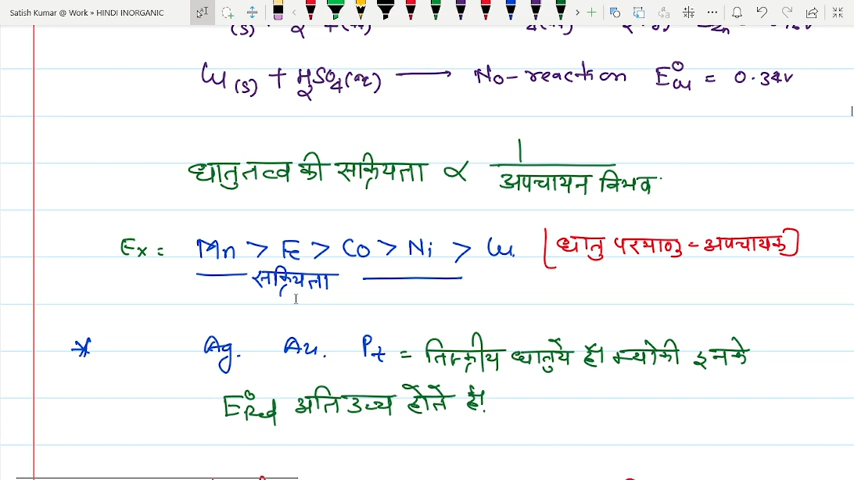 Satish Kumar @ Work » HINDI INORGANIC
Cu(s) + H2SO4(aq) ⟶ No-reaction E°Cu = 0.34V
धातु तत्व की सक्रियता ∝ 1
अपचायन विभव
Ex = Mn > Fe > Co > Ni > Cu [धातु परमाणु - अपचायक]
सक्रियता
* Ag. Au. Pt = निष्क्रीय धातुयें हैं। क्योकी इनके
E°Red अति उच्य होतें हैं।